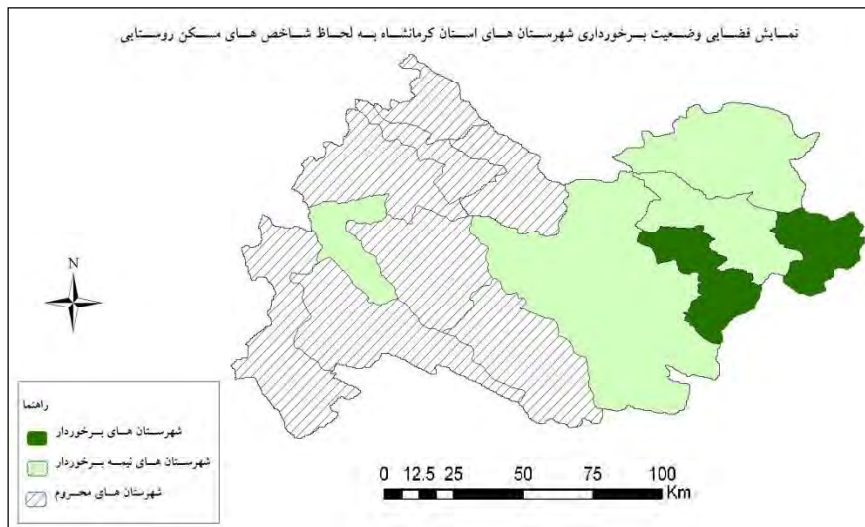 نمایش فضایی وضعیت برخورداری شهرستان های استان کرمانشاه به لحاظ شاخص های مسکن روستایی
N
راهنما
شهرستان های برخوردار
شهرستان های نیمه برخوردار
شهرستان های محروم
0 12.5 25 50 75 100
Km